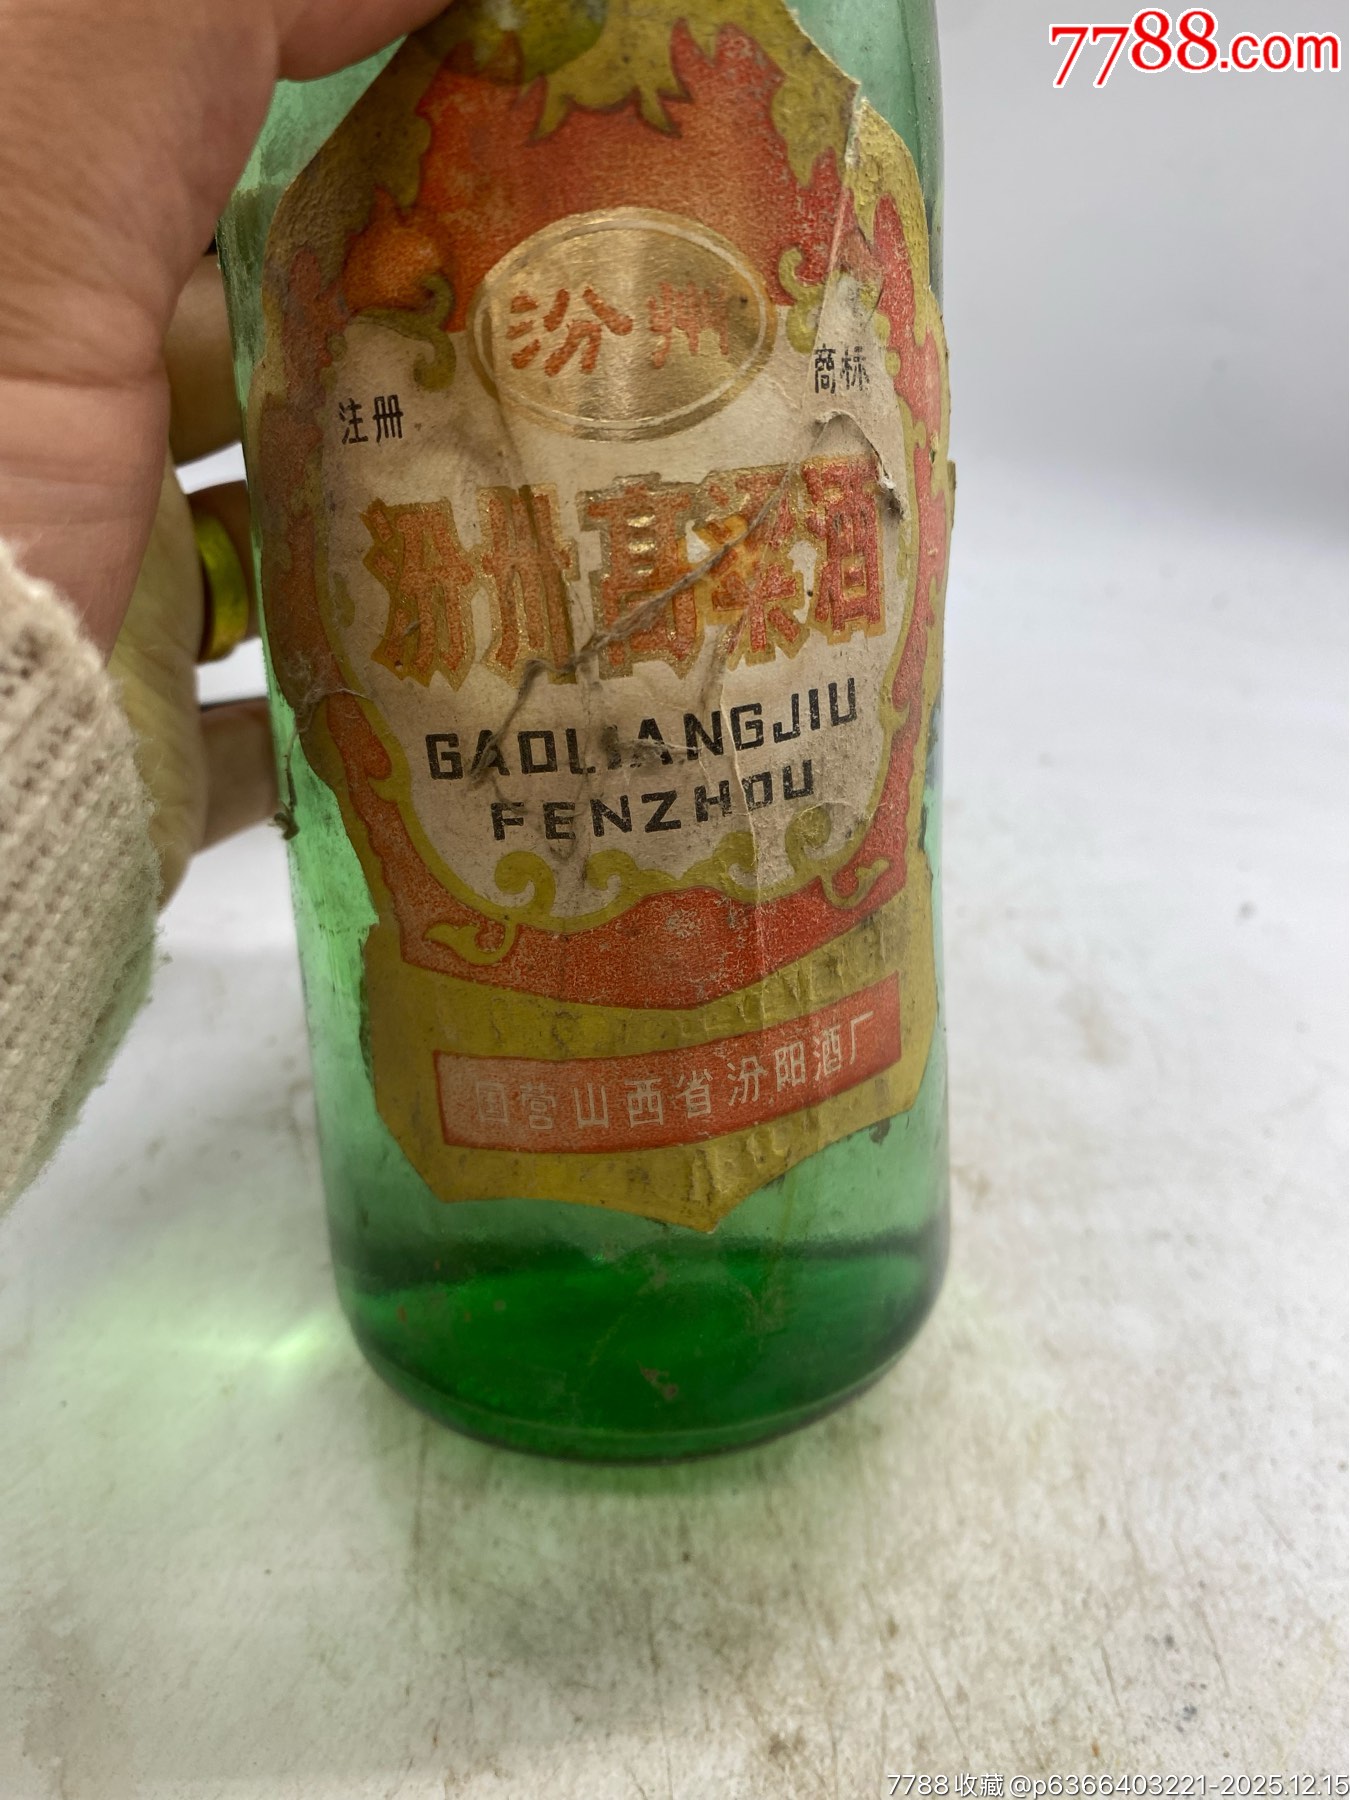 7788.com
汾州
注册 商标
汾州高粱酒
GAOLIANGJIU
FENZHOU
国营山西省汾阳酒厂
7788收藏@p6366403221-2025.12.15